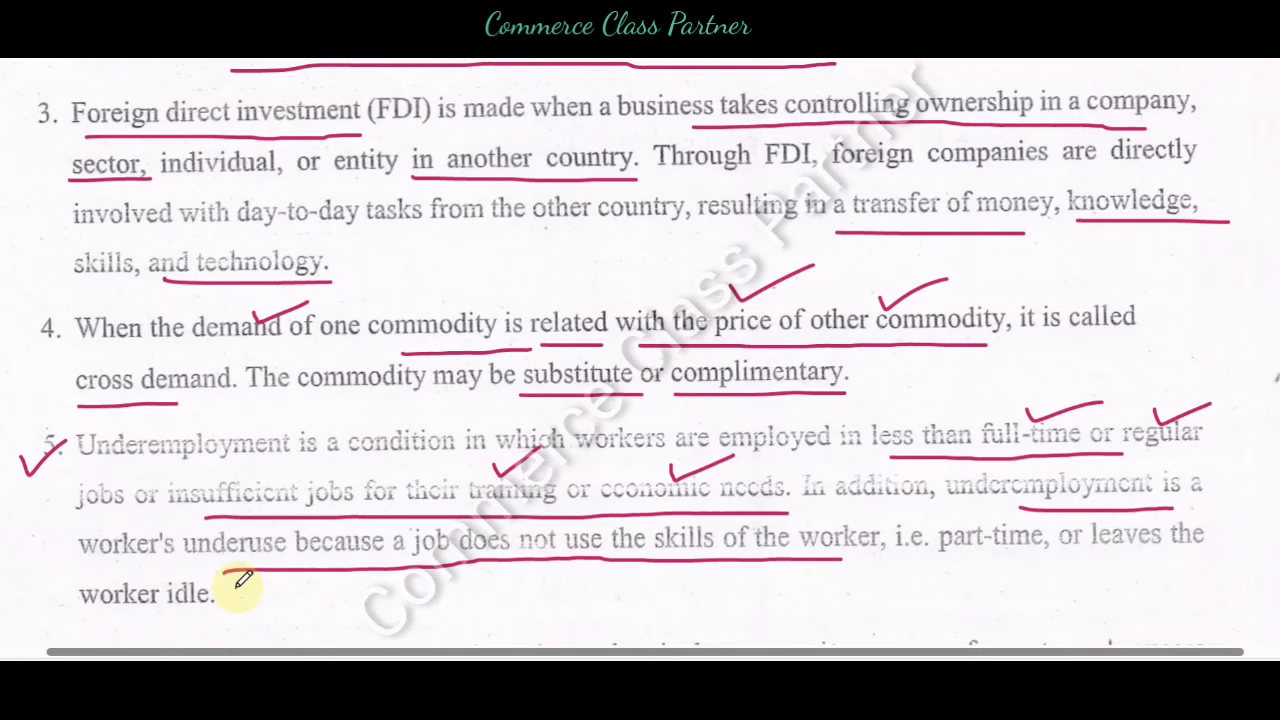 Commerce Class Partner
3. Foreign direct investment (FDI) is made when a business takes controlling ownership in a company,
sector, individual, or entity in another country. Through FDI, foreign companies are directly
involved with day-to-day tasks from the other country, resulting in a transfer of money, knowledge,
skills, and technology.
4. When the demand of one commodity is related with the price of other commodity, it is called
cross demand. The commodity may be substitute or complimentary.
5. Underemployment is a condition in which workers are employed in less than full-time or regular
jobs or insufficient jobs for their training or economic needs. In addition, underemployment is a
worker's underuse because a job does not use the skills of the worker, i.e. part-time, or leaves the
worker idle.
Commerce Class Partner